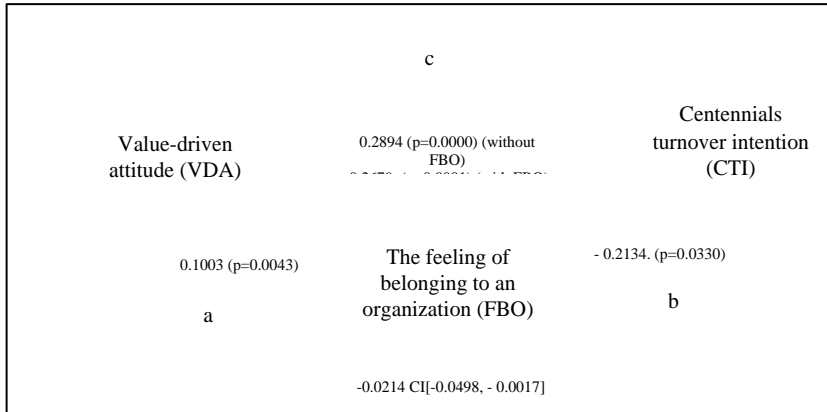 c
Value-driven
attitude (VDA)
0.2894 (p=0.0000) (without
FBO)
Centennials
turnover intention
(CTI)
0.1003 (p=0.0043)
a
The feeling of
belonging to an
organization (FBO)
- 0.2134. (p=0.0330)
b
-0.0214 CI[-0.0498, - 0.0017]